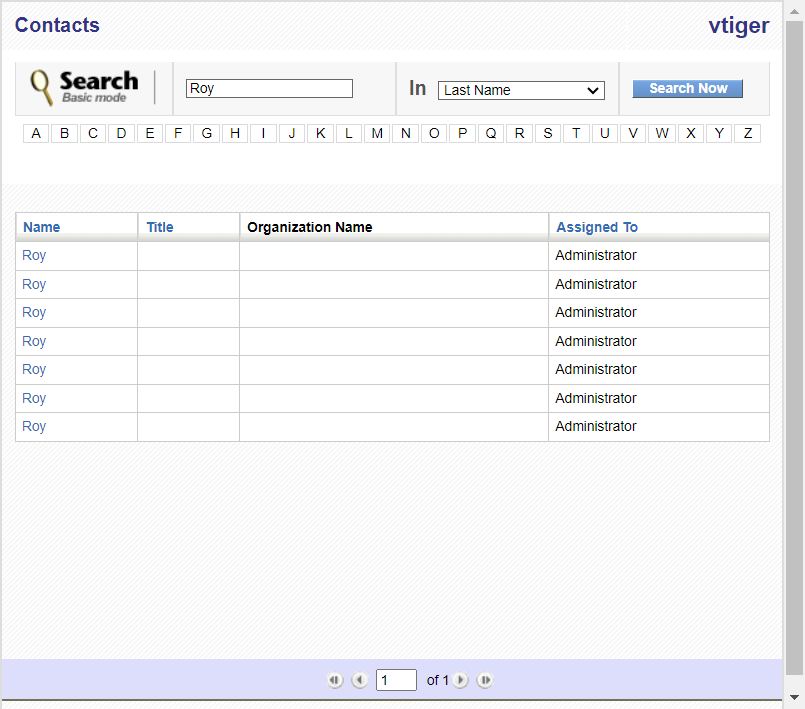 Contacts vtiger
Search Basic mode Roy In Last Name Search Now
A B C D E F G H I J K L M N O P Q R S T U V W X Y Z
Name Title Organization Name Assigned To
Roy Administrator
Roy Administrator
Roy Administrator
Roy Administrator
Roy Administrator
Roy Administrator
Roy Administrator
1 of 1